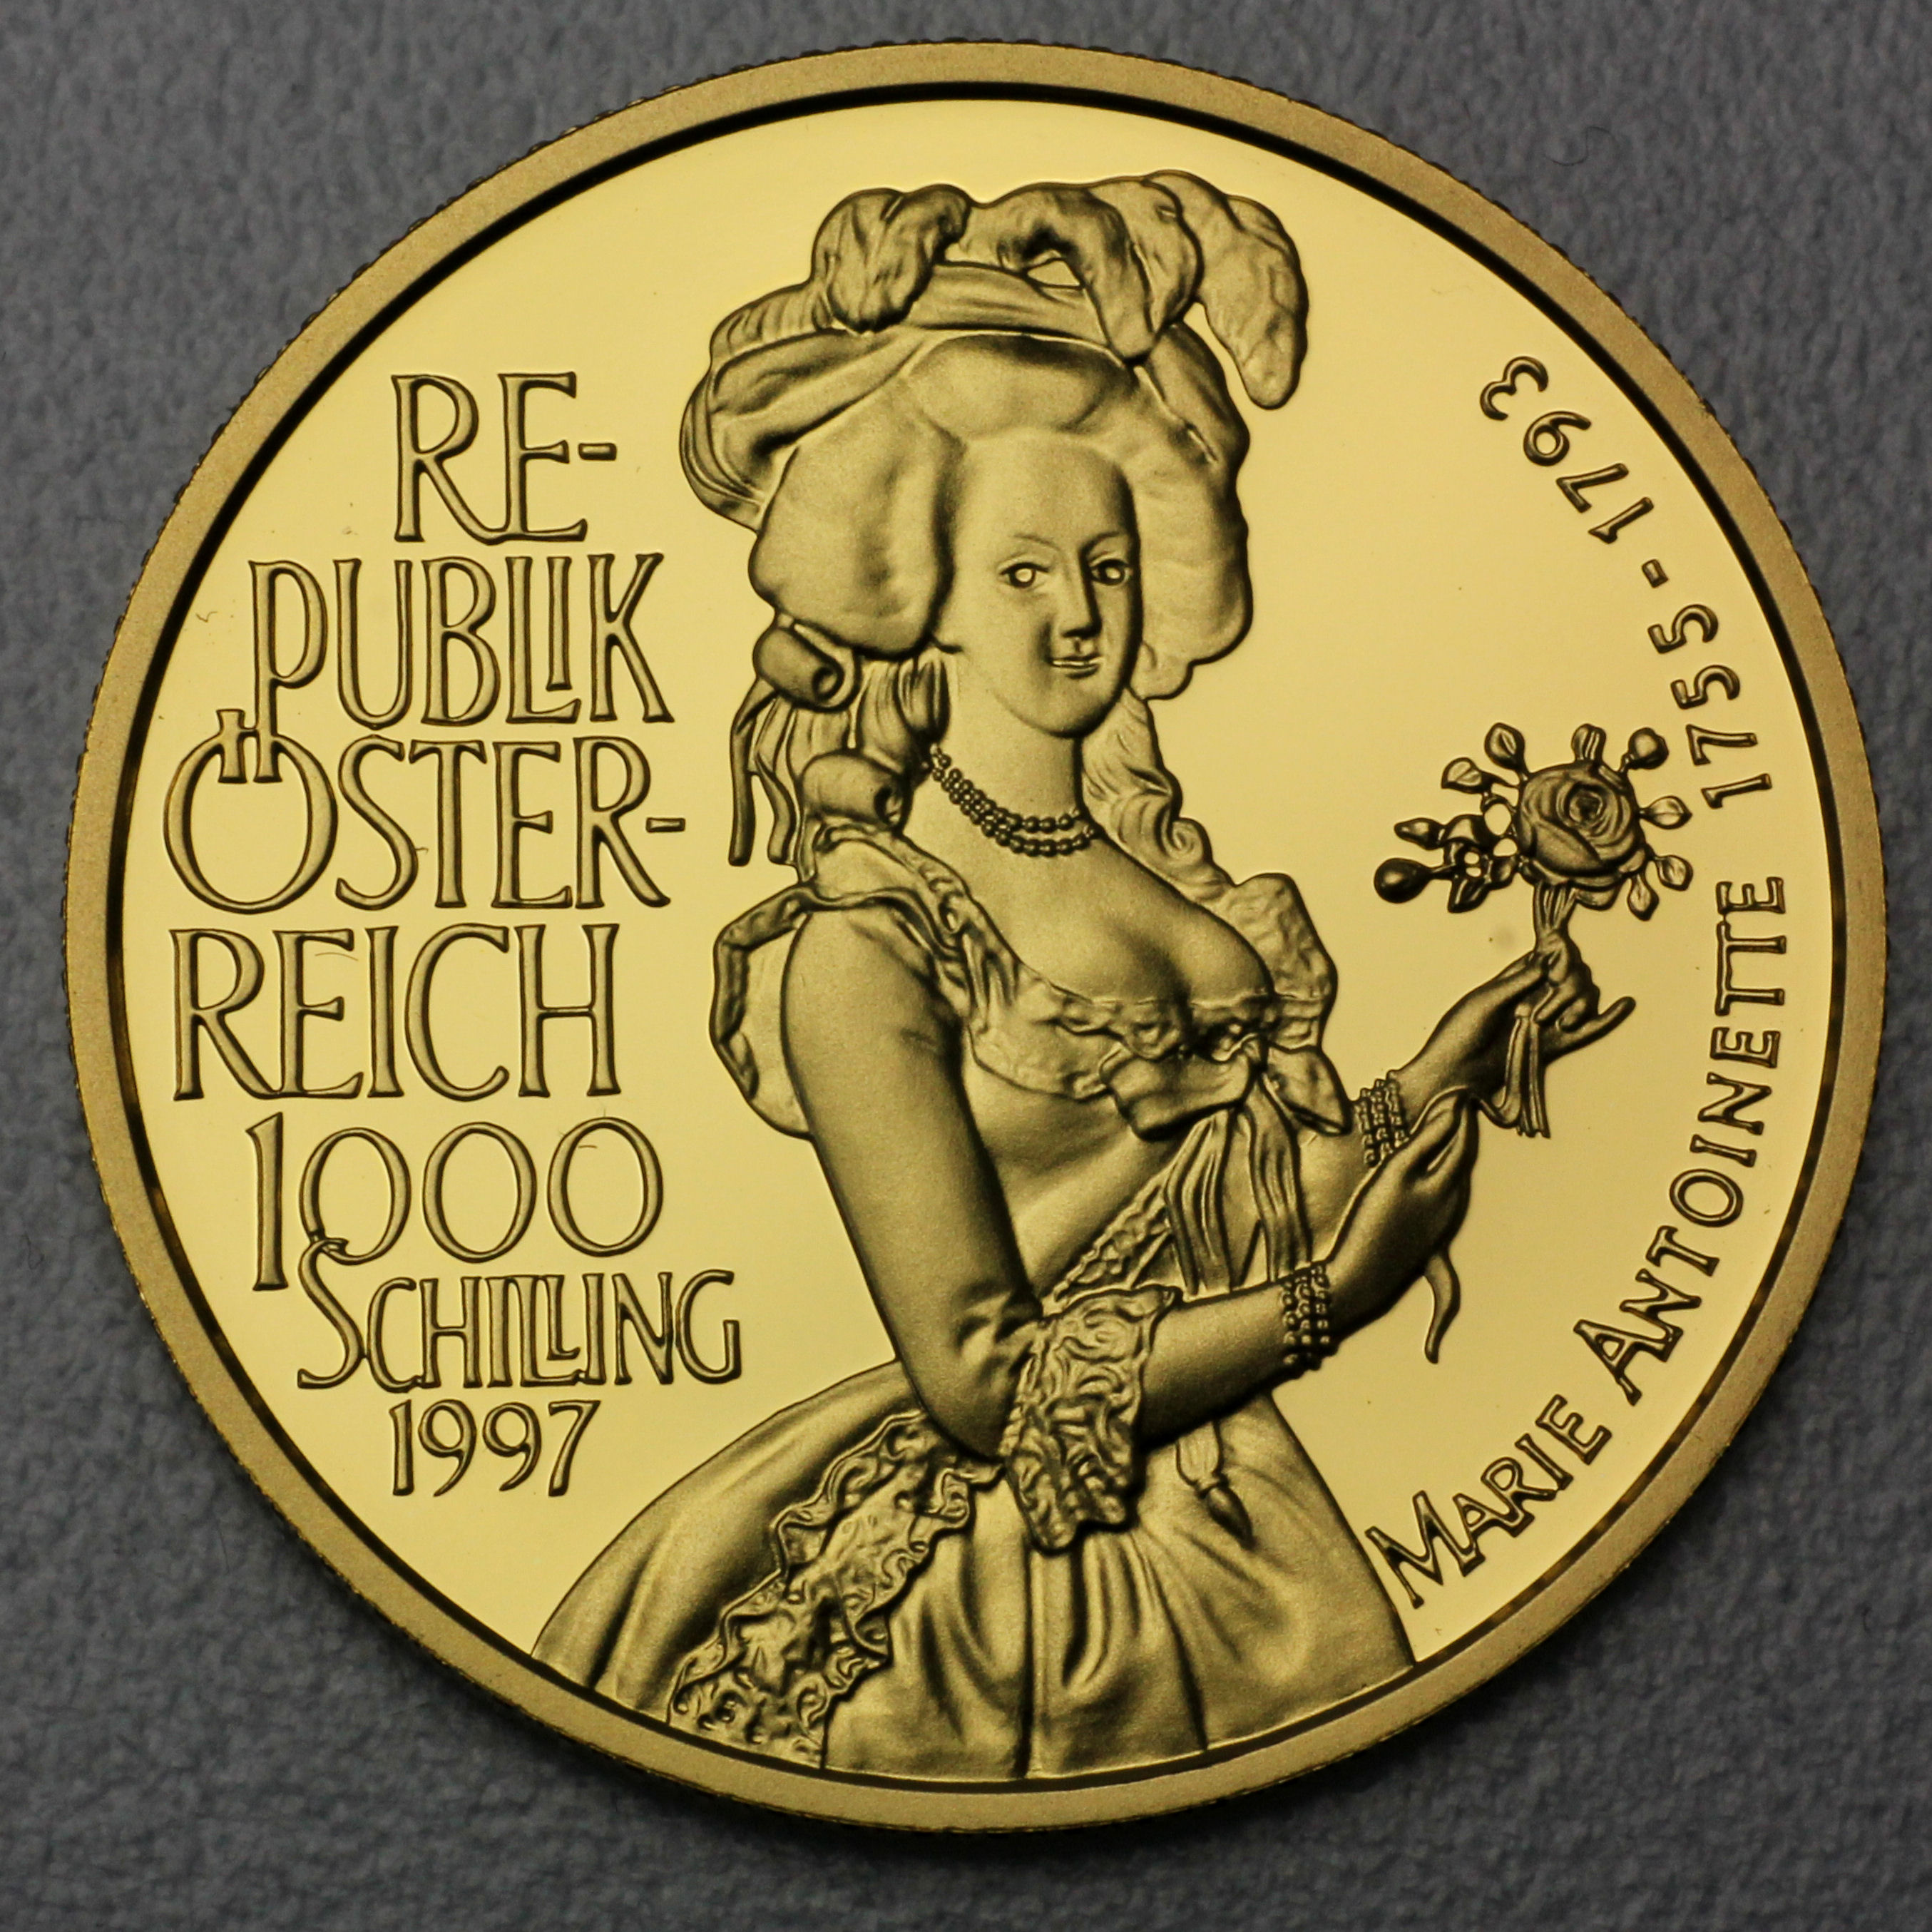 RE-
PUBLIK
ÖSTER-
REICH
1000
SCHILLING
1997
MARIE ANTOINETTE 1755-1793